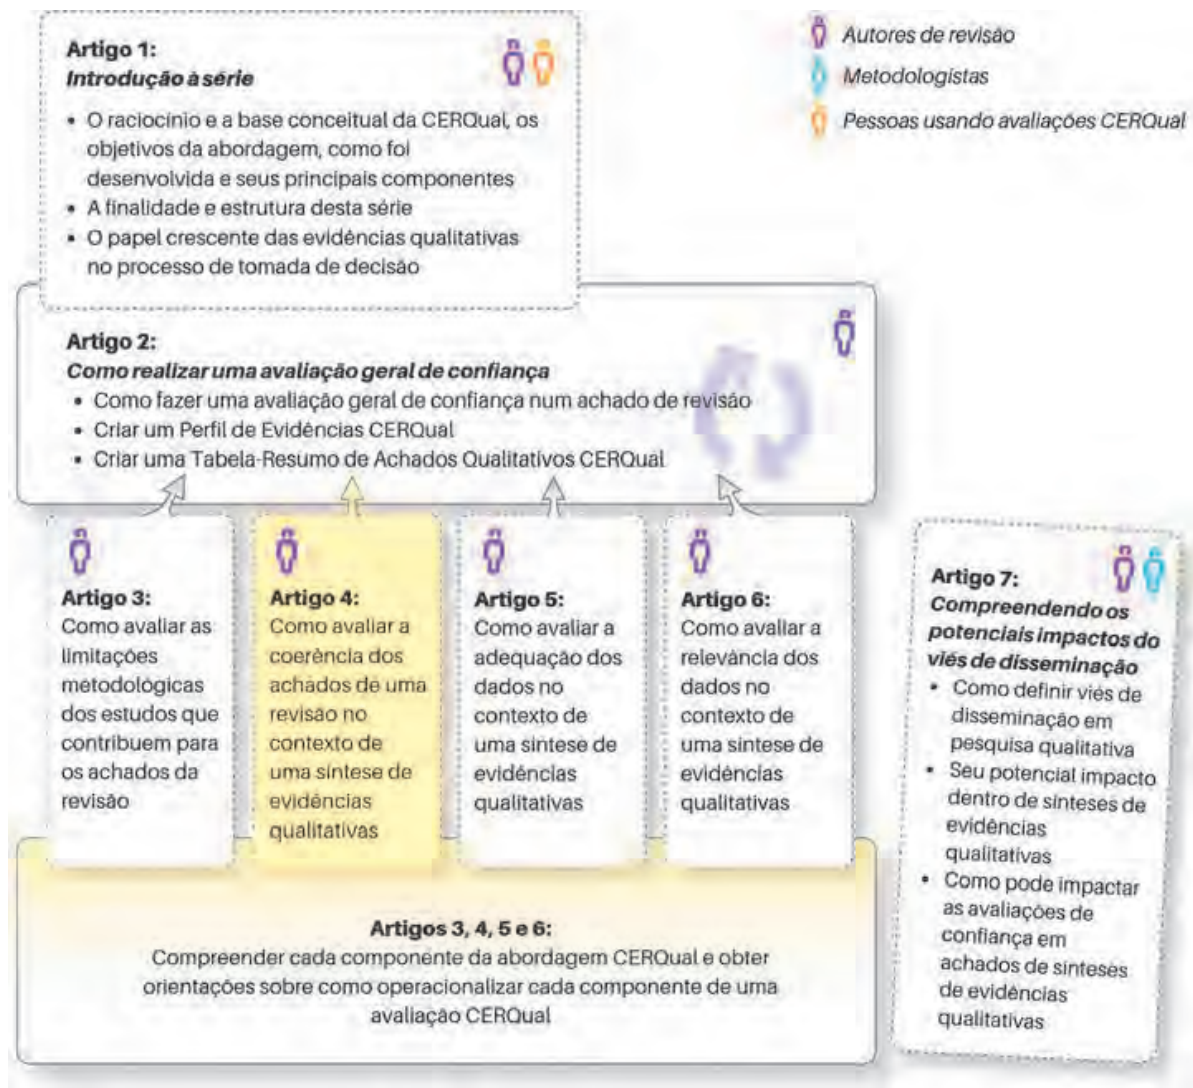 Artigo 1:
Introdução à série
• O raciocínio e a base conceitual da CERQual, os
objetivos da abordagem, como foi
desenvolvida e seus principais componentes
• A finalidade e estrutura desta série
• O papel crescente das evidências qualitativas
no processo de tomada de decisão
Autores de revisão
Metodologistas
Pessoas usando avaliações CERQual
Artigo 2:
Como realizar uma avaliação geral de confiança
• Como fazer uma avaliação geral de confiança num achado de revisão
• Criar um Perfil de Evidências CERQual
• Criar uma Tabela-Resumo de Achados Qualitativos CERQual
Artigo 3:
Como avaliar as
limitações
metodológicas
dos estudos que
contribuem para
os achados da
revisão
Artigo 4:
Como avaliar a
coerência dos
achados de uma
revisão no
contexto de
uma síntese de
evidências
qualitativas
Artigo 5:
Como avaliar a
adequação dos
dados no
contexto de
uma síntese de
evidências
qualitativas
Artigo 6:
Como avaliar a
relevância dos
dados no
contexto de
uma síntese de
evidências
qualitativas
Artigo 7:
Compreendendo os
potenciais impactos do
viés de disseminação
• Como definir viés de
disseminação em
pesquisa qualitativa
• Seu potencial impacto
dentro de sínteses de
evidências
qualitativas
• Como pode impactar
as avaliações de
confiança em
achados de sínteses
de evidências
qualitativas
Artigos 3, 4, 5 e 6:
Compreender cada componente da abordagem CERQual e obter
orientações sobre como operacionalizar cada componente de uma
avaliação CERQual